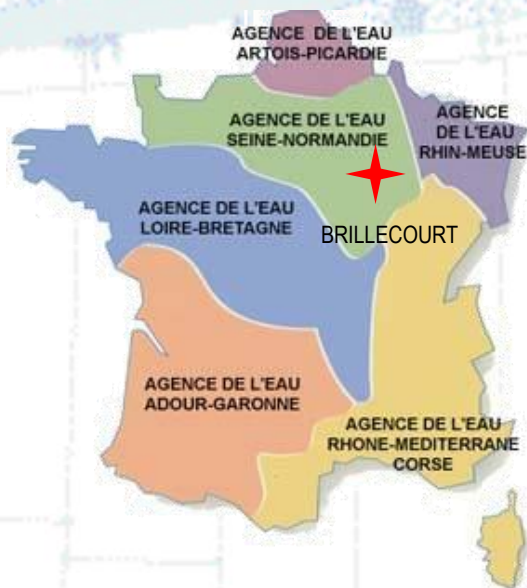 AGENCE DE L'EAU
ARTOIS-PICARDIE
AGENCE DE L'EAU
SEINE-NORMANDIE
AGENCE
DE L'EAU
RHIN-MEUSE
AGENCE DE L'EAU
LOIRE-BRETAGNE
BRILLECOURT
AGENCE DE L'EAU
ADOUR-GARONNE
AGENCE DE L'EAU
RHONE-MEDITERRANE
CORSE